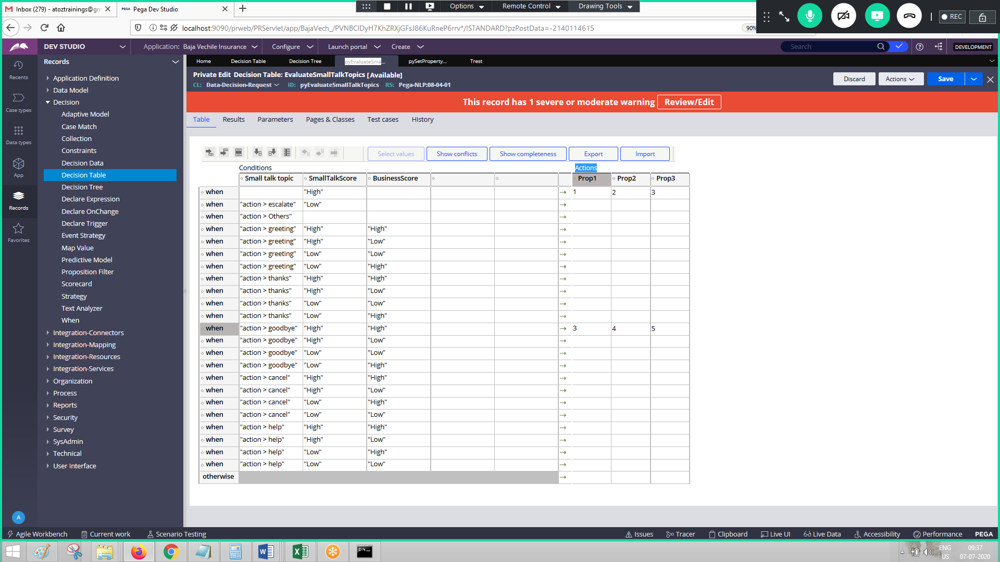 Inbox (279) - atoztrainings@gm
PEGA Pega Dev Studio
Options
Remote Control
Drawing Tools
REC
localhost:9090/prweb/PRServlet/app/BajaVech_/
90%
DEV STUDIO
Application: Baja Vechile Insurance
Configure
Launch portal
Create
Search
DEVELOPMENT
Records
Home
Decision Table
Decision Tree
pyEvaluateSma...
pySetProperty...
Trest
Private Edit Decision Table: EvaluateSmallTalkTopics [Available]
CL: Data-Decision-Request ID: pyEvaluateSmallTalkTopics RS: Pega-NLP:08-04-01
Discard
Actions
Save
This record has 1 severe or moderate warning Review/Edit
Table Results Parameters Pages & Classes Test cases History
Recents
Case types
Data types
App
Records
Favorites
A
Application Definition
Data Model
Decision
Adaptive Model
Case Match
Collection
Constraints
Decision Data
Decision Table
Decision Tree
Declare Expression
Declare OnChange
Declare Trigger
Event Strategy
Map Value
Predictive Model
Proposition Filter
Scorecard
Strategy
Text Analyzer
When
Integration-Connectors
Integration-Mapping
Integration-Resources
Integration-Services
Organization
Process
Reports
Security
Survey
SysAdmin
Technical
User Interface
Select values Show conflicts Show completeness Export Import
Conditions Actions
Small talk topic SmallTalkScore BusinessScore Prop1 Prop2 Prop3
when "High" → 1 2 3
when "action > escalate" "Low" →
when "action > Others" →
when "action > greeting" "High" "High" →
when "action > greeting" "High" "Low" →
when "action > greeting" "Low" "Low" →
when "action > greeting" "Low" "High" →
when "action > thanks" "High" "High" →
when "action > thanks" "High" "Low" →
when "action > thanks" "Low" "Low" →
when "action > thanks" "Low" "High" →
when "action > goodbye" "High" "High" → 3 4 5
when "action > goodbye" "High" "Low" →
when "action > goodbye" "Low" "Low" →
when "action > goodbye" "Low" "High" →
when "action > cancel" "High" "High" →
when "action > cancel" "High" "Low" →
when "action > cancel" "Low" "High" →
when "action > cancel" "Low" "Low" →
when "action > help" "High" "High" →
when "action > help" "High" "Low" →
when "action > help" "Low" "High" →
when "action > help" "Low" "Low" →
otherwise →
Agile Workbench Current work Scenario Testing
Issues Tracer Clipboard Live UI Live Data Accessibility Performance PEGA
ENG
US
09:37
07-07-2020